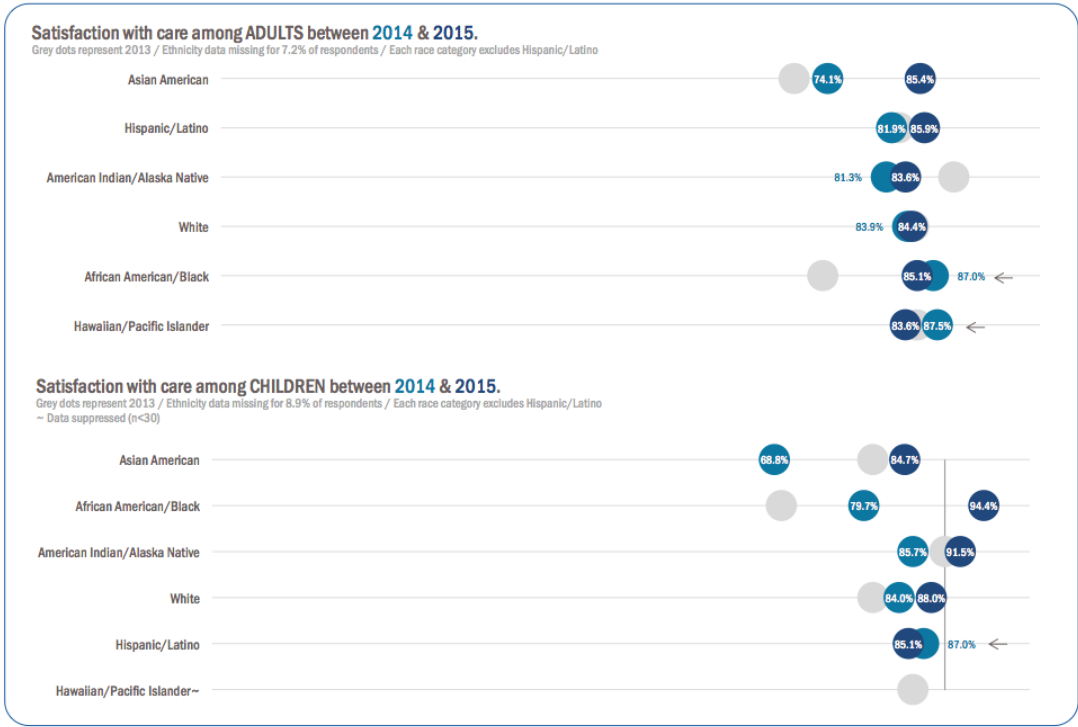 Satisfaction with care among ADULTS between 2014 & 2015.
Grey dots represent 2013 / Ethnicity data missing for 7.2% of respondents / Each race category excludes Hispanic/Latino
Asian American 74.1% 85.4%
Hispanic/Latino 81.9% 85.9%
American Indian/Alaska Native 81.3% 83.6%
White 83.9% 84.4%
African American/Black 85.1% 87.0%
Hawaiian/Pacific Islander 83.6% 87.5%
Satisfaction with care among CHILDREN between 2014 & 2015.
Grey dots represent 2013 / Ethnicity data missing for 8.9% of respondents / Each race category excludes Hispanic/Latino
~ Data suppressed (n<30)
Asian American 68.8% 84.7%
African American/Black 79.7% 94.4%
American Indian/Alaska Native 85.7% 91.5%
White 84.0% 88.0%
Hispanic/Latino 85.1% 87.0%
Hawaiian/Pacific Islander~